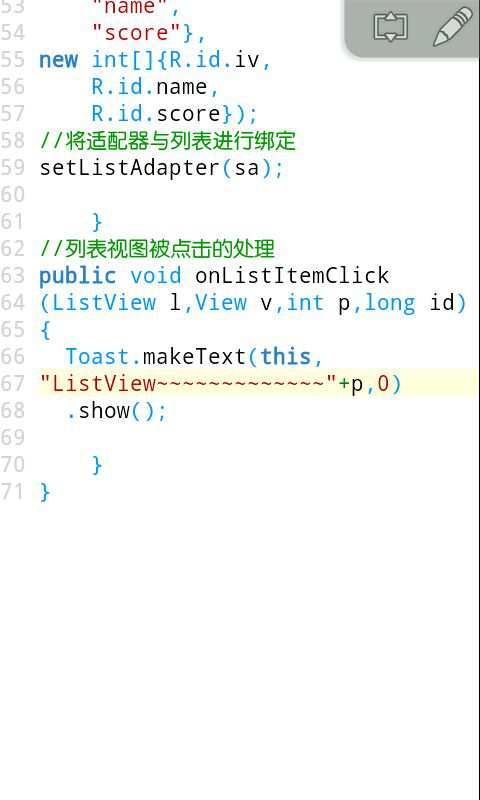 53 "name",
54 "score"},
55 new int[]{R.id.iv,
56 R.id.name,
57 R.id.score});
58 //将适配器与列表进行绑定
59 setListAdapter(sa);
60
61 }
62 //列表视图被点击的处理
63 public void onListItemClick
64 (ListView l,View v,int p,long id)
65 {
66 Toast.makeText(this,
67 "ListView~~~~~~~~~~~~~"+p,0)
68 .show();
69
70 }
71 }